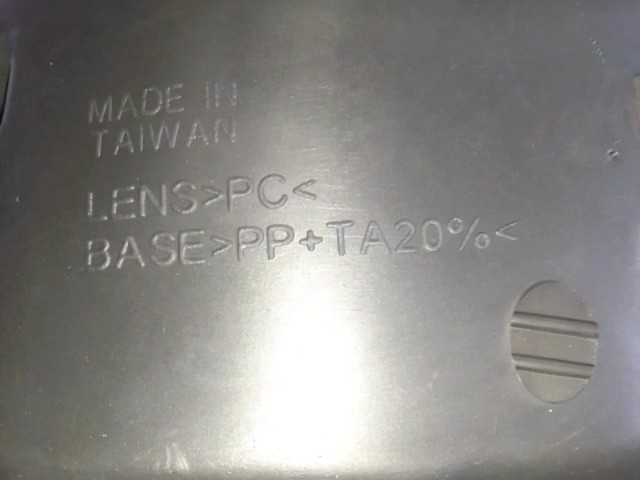 MADE IN
TAIWAN
LENS>PC<
BASE>PP+TA20%<